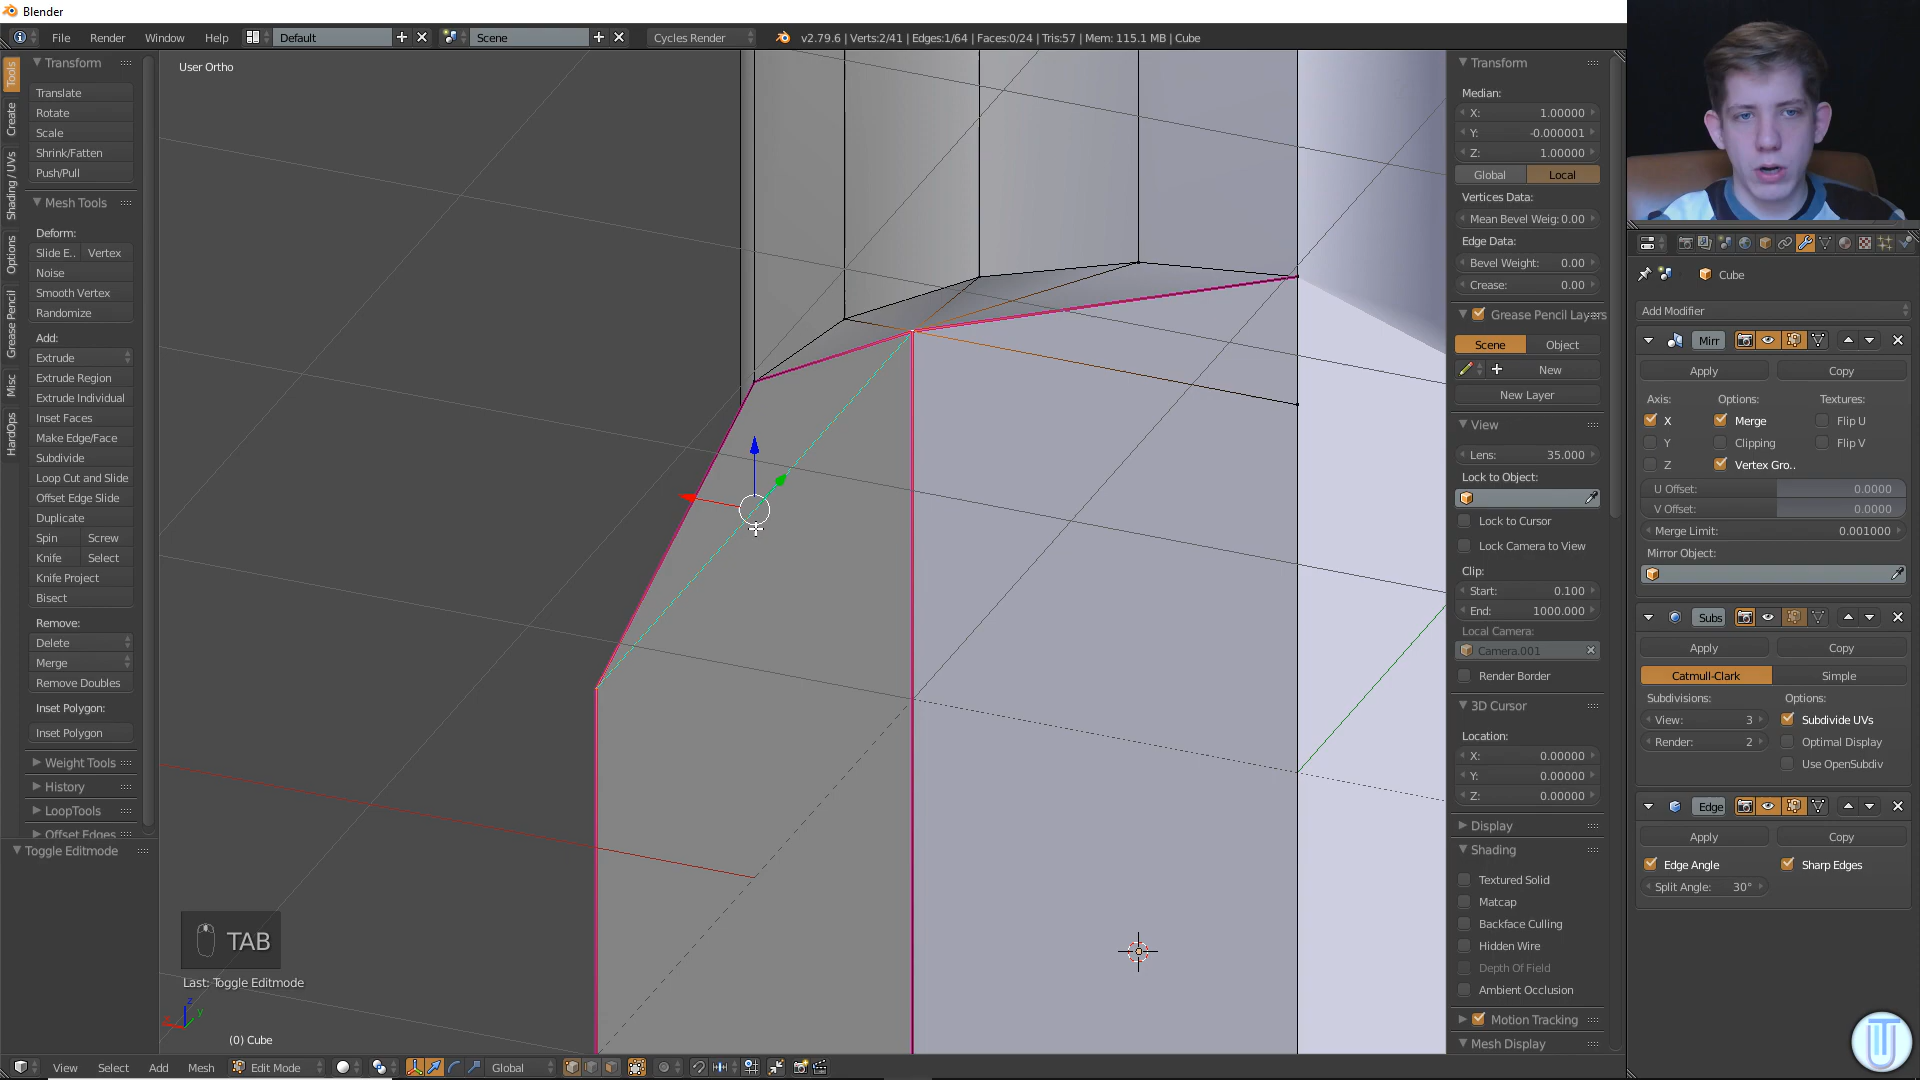 Blender
File Render Window Help Default Scene Cycles Render v2.79.6 | Verts:2/41 | Edges:1/64 | Faces:0/24 | Tris:57 | Mem: 115.1 MB | Cube
User Ortho
Tools
Create
Shading / UVs
Options
Grease Pencil
Misc
HardOps
Transform
Translate
Rotate
Scale
Shrink/Fatten
Push/Pull
Mesh Tools
Deform:
Slide E.. Vertex
Noise
Smooth Vertex
Randomize
Add:
Extrude
Extrude Region
Extrude Individual
Inset Faces
Make Edge/Face
Subdivide
Loop Cut and Slide
Offset Edge Slide
Duplicate
Spin Screw
Knife Select
Knife Project
Bisect
Remove:
Delete
Merge
Remove Doubles
Inset Polygon:
Inset Polygon
Weight Tools
History
LoopTools
Offset Edges
Toggle Editmode
TAB
Last: Toggle Editmode
z
y
(0) Cube
View Select Add Mesh Edit Mode Global
Transform
Median:
X: 1.00000
Y: -0.000001
Z: 1.00000
Global Local
Vertices Data:
Mean Bevel Weig: 0.00
Edge Data:
Bevel Weight: 0.00
Crease: 0.00
Grease Pencil Layers
Scene Object
New
New Layer
View
Lens: 35.000
Lock to Object:
Lock to Cursor
Lock Camera to View
Clip:
Start: 0.100
End: 1000.000
Local Camera:
Camera.001
Render Border
3D Cursor
Location:
X: 0.00000
Y: 0.00000
Z: 0.00000
Display
Shading
Textured Solid
Matcap
Backface Culling
Hidden Wire
Depth Of Field
Ambient Occlusion
Motion Tracking
Mesh Display
Cube
Add Modifier
Mirr
Apply Copy
Axis: Options: Textures:
X Merge Flip U
Y Clipping Flip V
Z Vertex Gro..
U Offset: 0.0000
V Offset: 0.0000
Merge Limit: 0.001000
Mirror Object:
Subs
Apply Copy
Catmull-Clark Simple
Subdivisions: Options:
View: 3 Subdivide UVs
Render: 2 Optimal Display
Use OpenSubdiv
Edge
Apply Copy
Edge Angle Sharp Edges
Split Angle: 30°